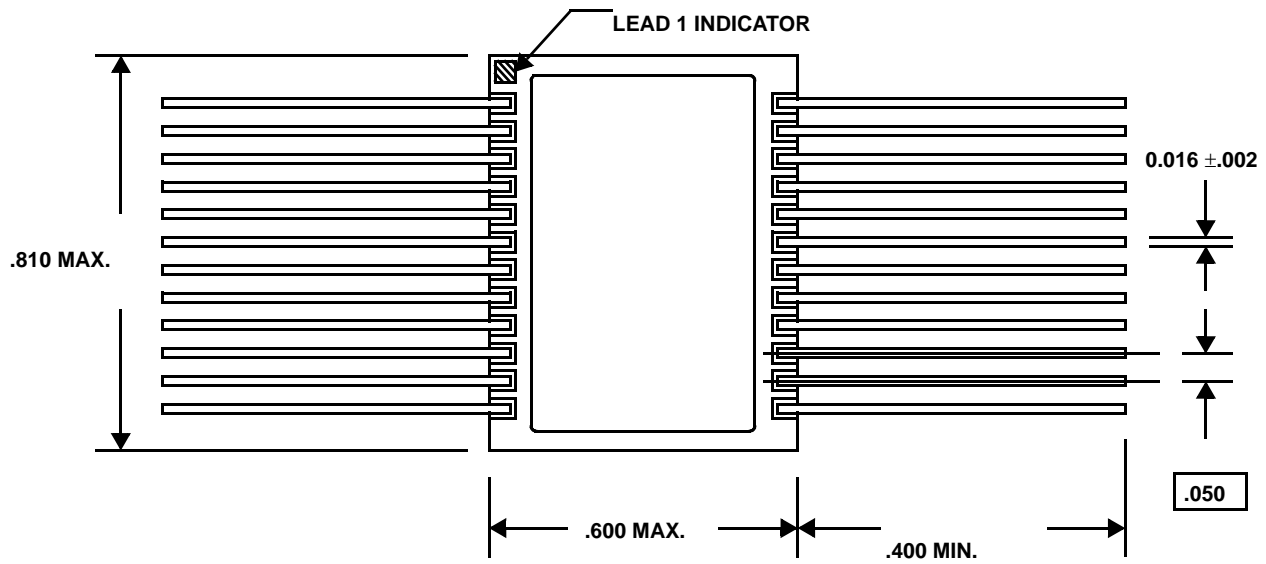 LEAD 1 INDICATOR
0.016 ±.002
.810 MAX.
.050
.600 MAX.
.400 MIN.